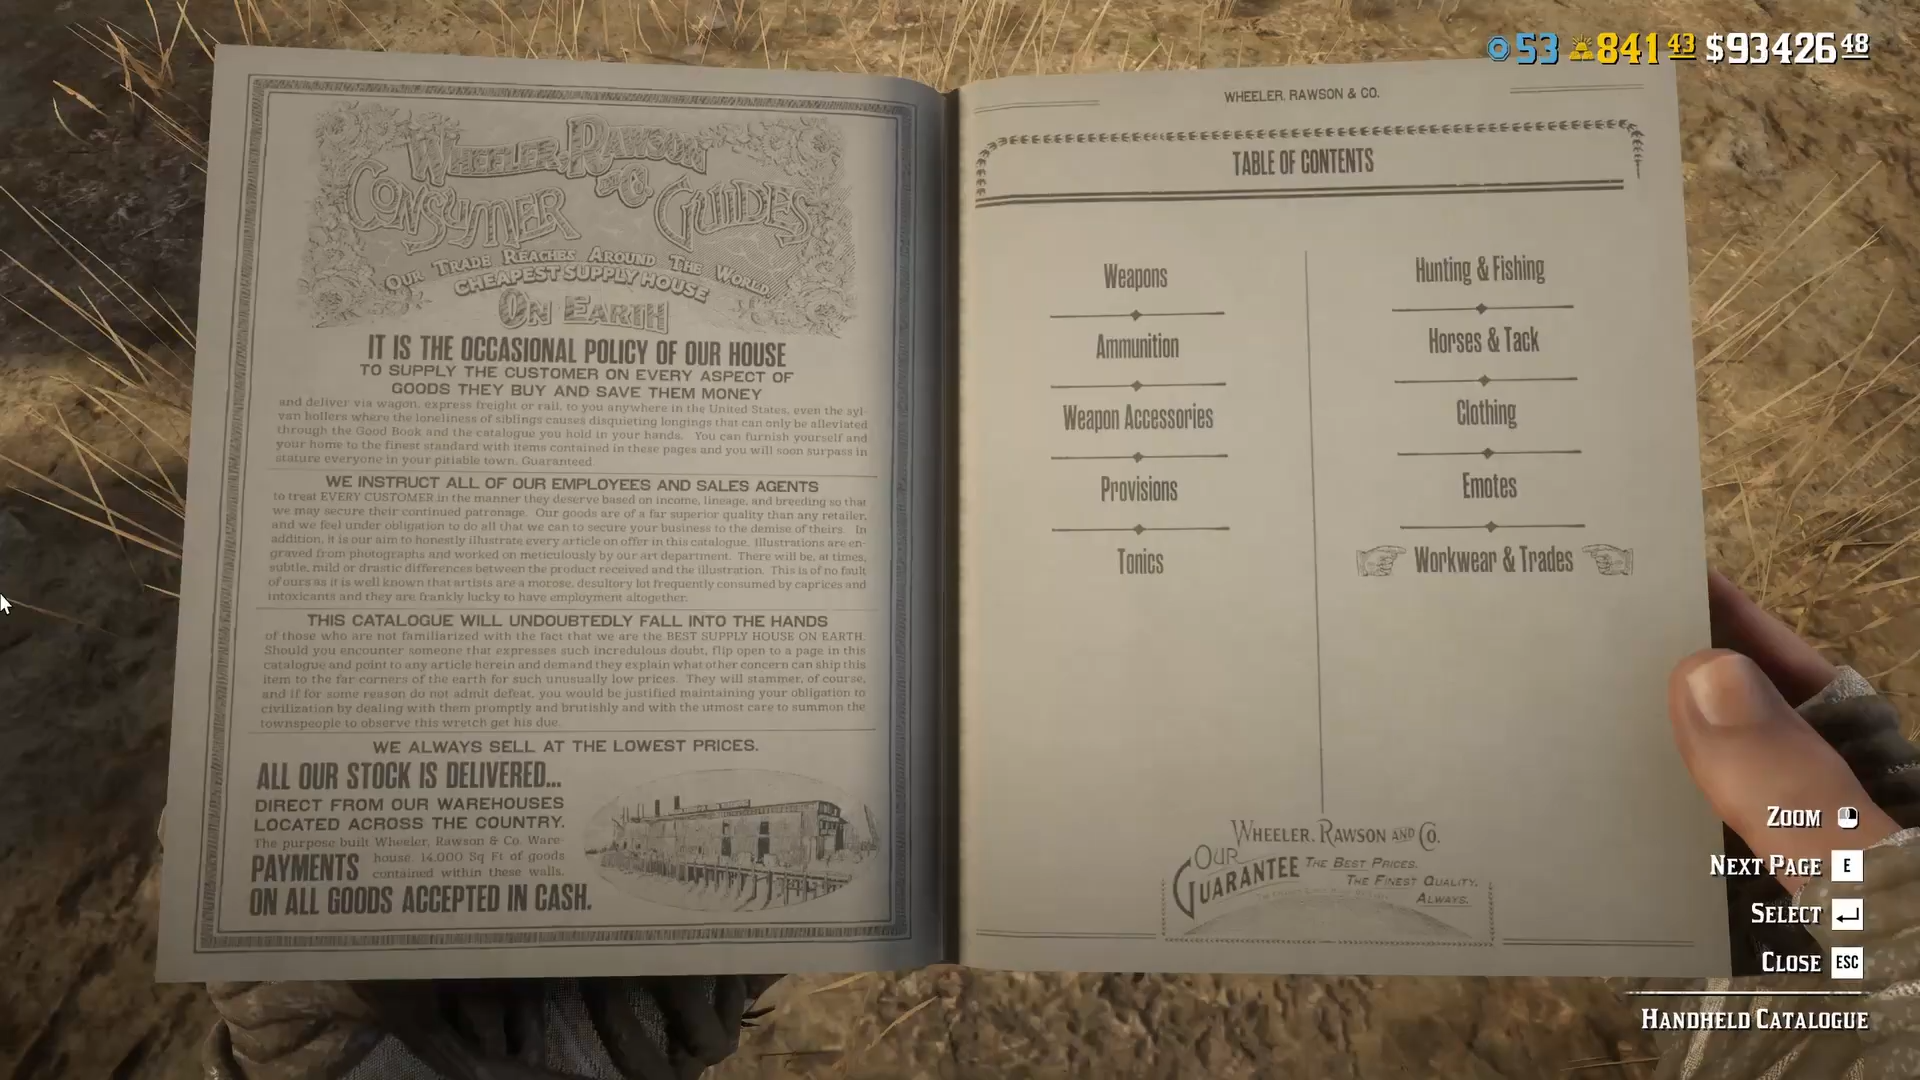 53 841 43 $93426 48
WHEELER, RAWSON
& CO.
CONSUMER GUIDES
OUR TRADE REACHES AROUND THE WORLD.
CHEAPEST SUPPLY HOUSE
ON EARTH
IT IS THE OCCASIONAL POLICY OF OUR HOUSE
TO SUPPLY THE CUSTOMER ON EVERY ASPECT OF
GOODS THEY BUY AND SAVE THEM MONEY
and deliver via wagon, express freight or rail, to you anywhere in the United States, even the syl-
van hollers where the loneliness of siblings causes disquieting longings that can only be alleviated
through the Good Book and the catalogue you hold in your hands. You can furnish yourself and
your home to the finest standard with items contained in these pages and you will soon surpass in
stature everyone in your pitiable town. Guaranteed.
WE INSTRUCT ALL OF OUR EMPLOYEES AND SALES AGENTS
to treat EVERY CUSTOMER in the manner they deserve based on income, lineage, and breeding so that
we may secure their continued patronage. Our goods are of a far superior quality than any retailer,
and we feel under obligation to do all that we can to secure your business to the demise of theirs. In
addition, it is our aim to honestly illustrate every article on offer in this catalogue. Illustrations are en-
graved from photographs and worked on meticulously by our art department. There will be, at times,
subtle, mild or drastic differences between the product received and the illustration. This is of no fault
of ours as it is well known that artists are a morose, desultory lot frequently consumed by caprices and
intoxicants and they are frankly lucky to have employment altogether.
THIS CATALOGUE WILL UNDOUBTEDLY FALL INTO THE HANDS
of those who are not familiarized with the fact that we are the BEST SUPPLY HOUSE ON EARTH.
Should you encounter someone that expresses such incredulous doubt, flip open to a page in this
catalogue and point to any article herein and demand they explain what other concern can ship this
item to the far corners of the earth for such unusually low prices. They will stammer, of course,
and if for some reason do not admit defeat, you would be justified maintaining your obligation to
civilization by dealing with them promptly and brutishly and with the utmost care to summon the
townspeople to observe this wretch get his due.
WE ALWAYS SELL AT THE LOWEST PRICES.
ALL OUR STOCK IS DELIVERED...
DIRECT FROM OUR WAREHOUSES
LOCATED ACROSS THE COUNTRY.
The purpose built Wheeler, Rawson & Co. Ware-
house, 14,000 Sq Ft of goods
contained within these walls.
PAYMENTS
ON ALL GOODS ACCEPTED IN CASH.
WHEELER, RAWSON & CO.
TABLE OF CONTENTS
Weapons
Ammunition
Weapon Accessories
Provisions
Tonics
Hunting & Fishing
Horses & Tack
Clothing
Emotes
Workwear & Trades
WHEELER, RAWSON AND CO.
OUR
GUARANTEE
THE BEST PRICES.
THE FINEST QUALITY.
ALWAYS.
ZOOM
NEXT PAGE E
SELECT
CLOSE ESC
HANDHELD CATALOGUE